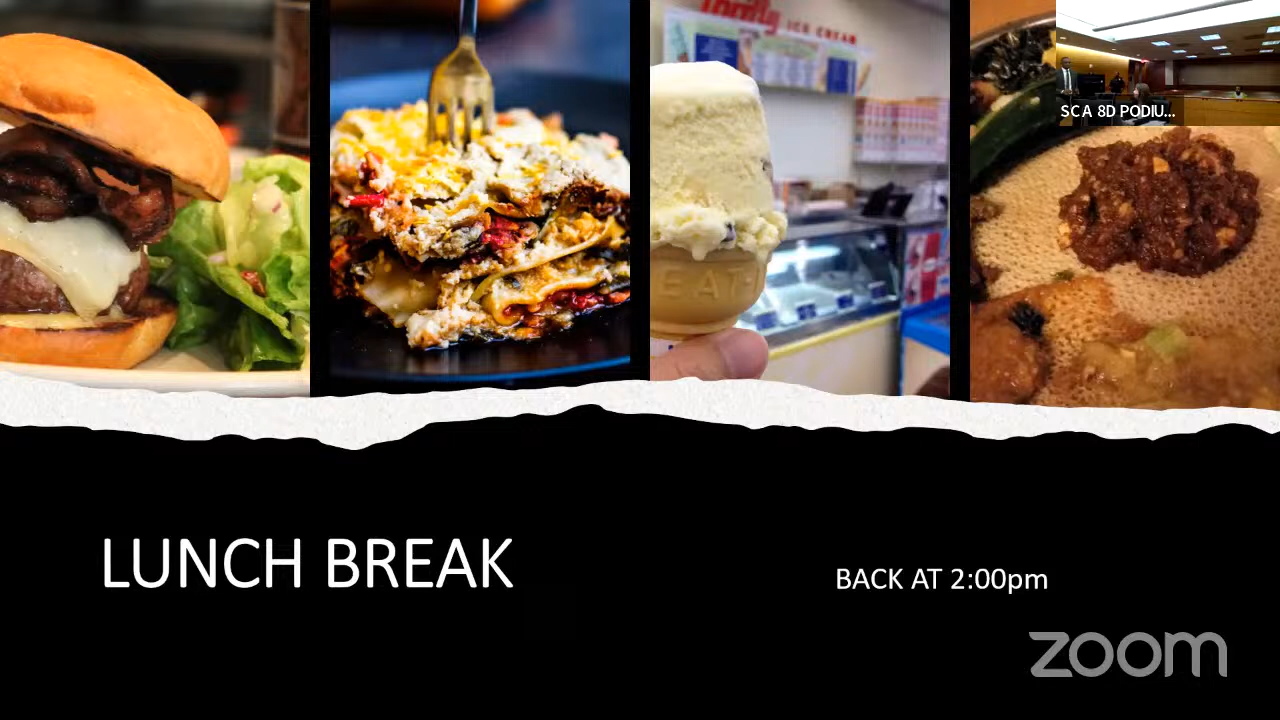 Thrifty ICE CREAM
SCA 8D PODIU...
EAT
LUNCH BREAK
BACK AT 2:00pm
zoom